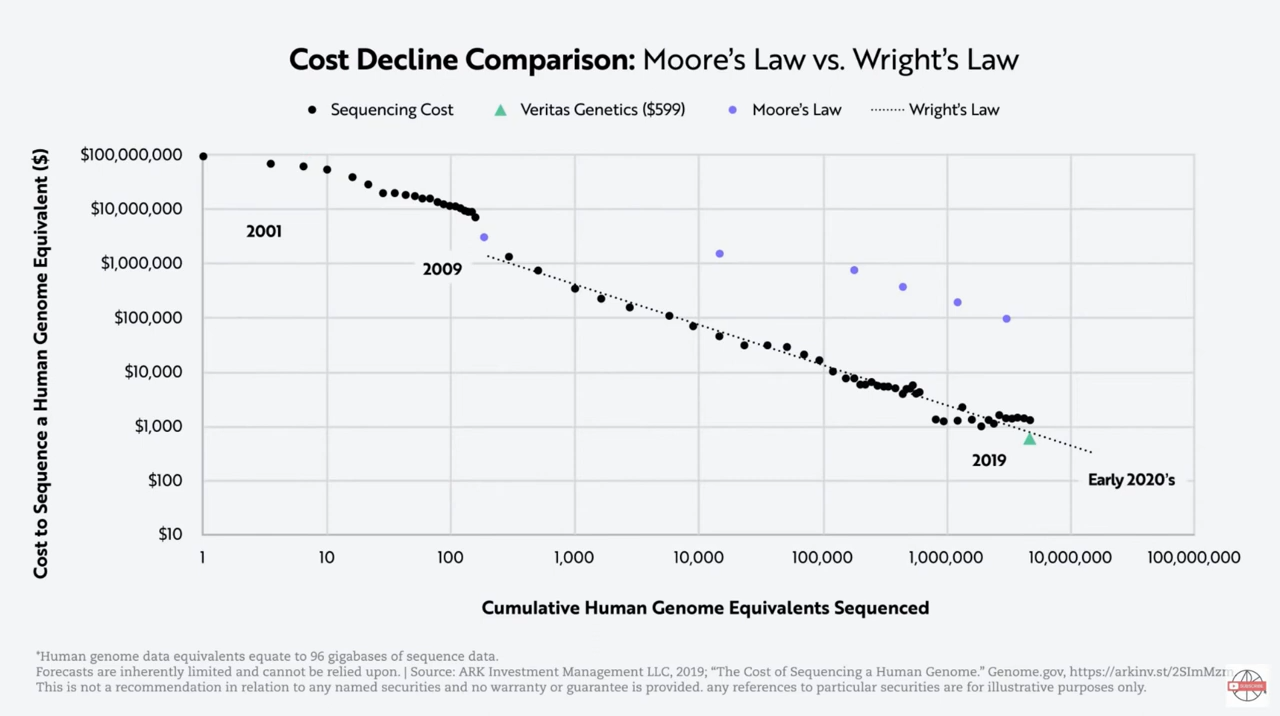 Cost Decline Comparison: Moore's Law vs. Wright's Law
Sequencing Cost
Veritas Genetics ($599)
Moore's Law
Wright's Law
Cost to Sequence a Human Genome Equivalent ($)
$100,000,000
$10,000,000
$1,000,000
$100,000
$10,000
$1,000
$100
$10
2001
2009
2019
Early 2020's
1
10
100
1,000
10,000
100,000
1,000,000
10,000,000
100,000,000
Cumulative Human Genome Equivalents Sequenced
*Human genome data equivalents equate to 96 gigabases of sequence data.
Forecasts are inherently limited and cannot be relied upon. | Source: ARK Investment Management LLC, 2019; “The Cost of Sequencing a Human Genome.” Genome.gov, https://arkinv.st/2SImMzr
This is not a recommendation in relation to any named securities and no warranty or guarantee is provided. any references to particular securities are for illustrative purposes only.
SUBSCRIBE